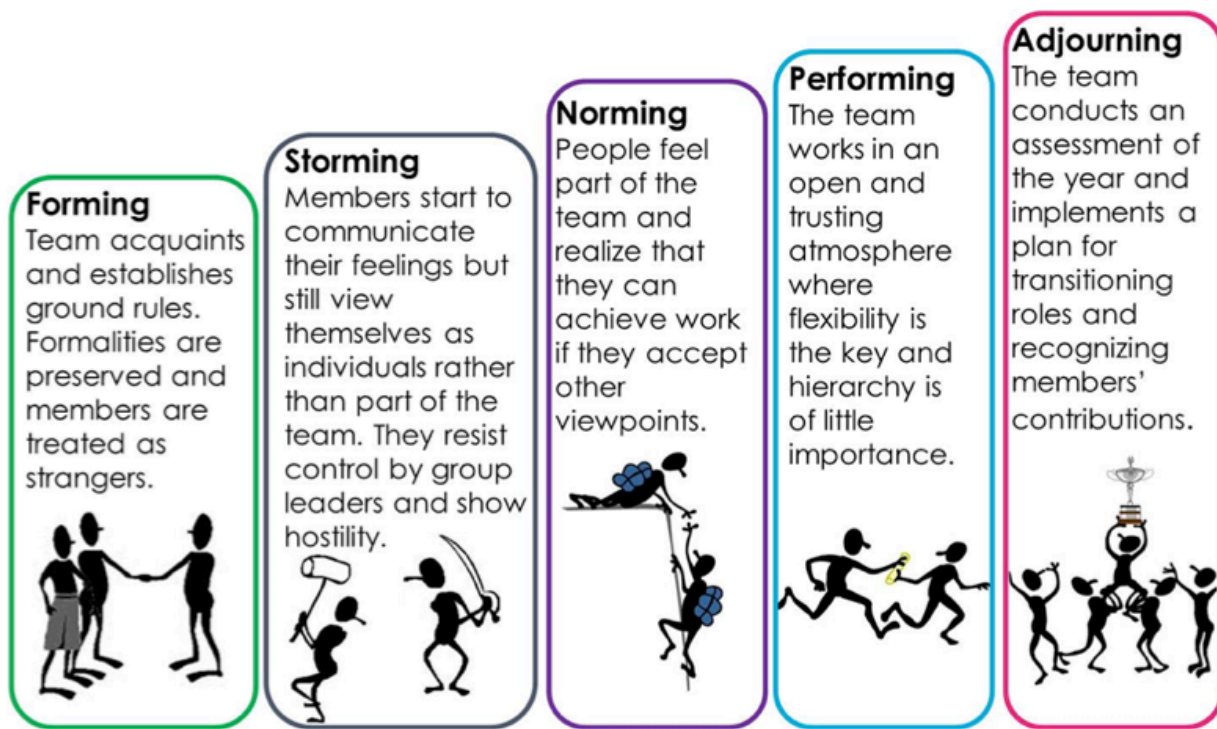 Forming
Team acquaints
and establishes
ground rules.
Formalities are
preserved and
members are
treated as
strangers.
Storming
Members start to
communicate
their feelings but
still view
themselves as
individuals rather
than part of the
team. They resist
control by group
leaders and show
hostility.
Norming
People feel
part of the
team and
realize that
they can
achieve work
if they accept
other
viewpoints.
Performing
The team
works in an
open and
trusting
atmosphere
where
flexibility is
the key and
hierarchy is
of little
importance.
Adjourning
The team
conducts an
assessment of
the year and
implements a
plan for
transitioning
roles and
recognizing
members’
contributions.